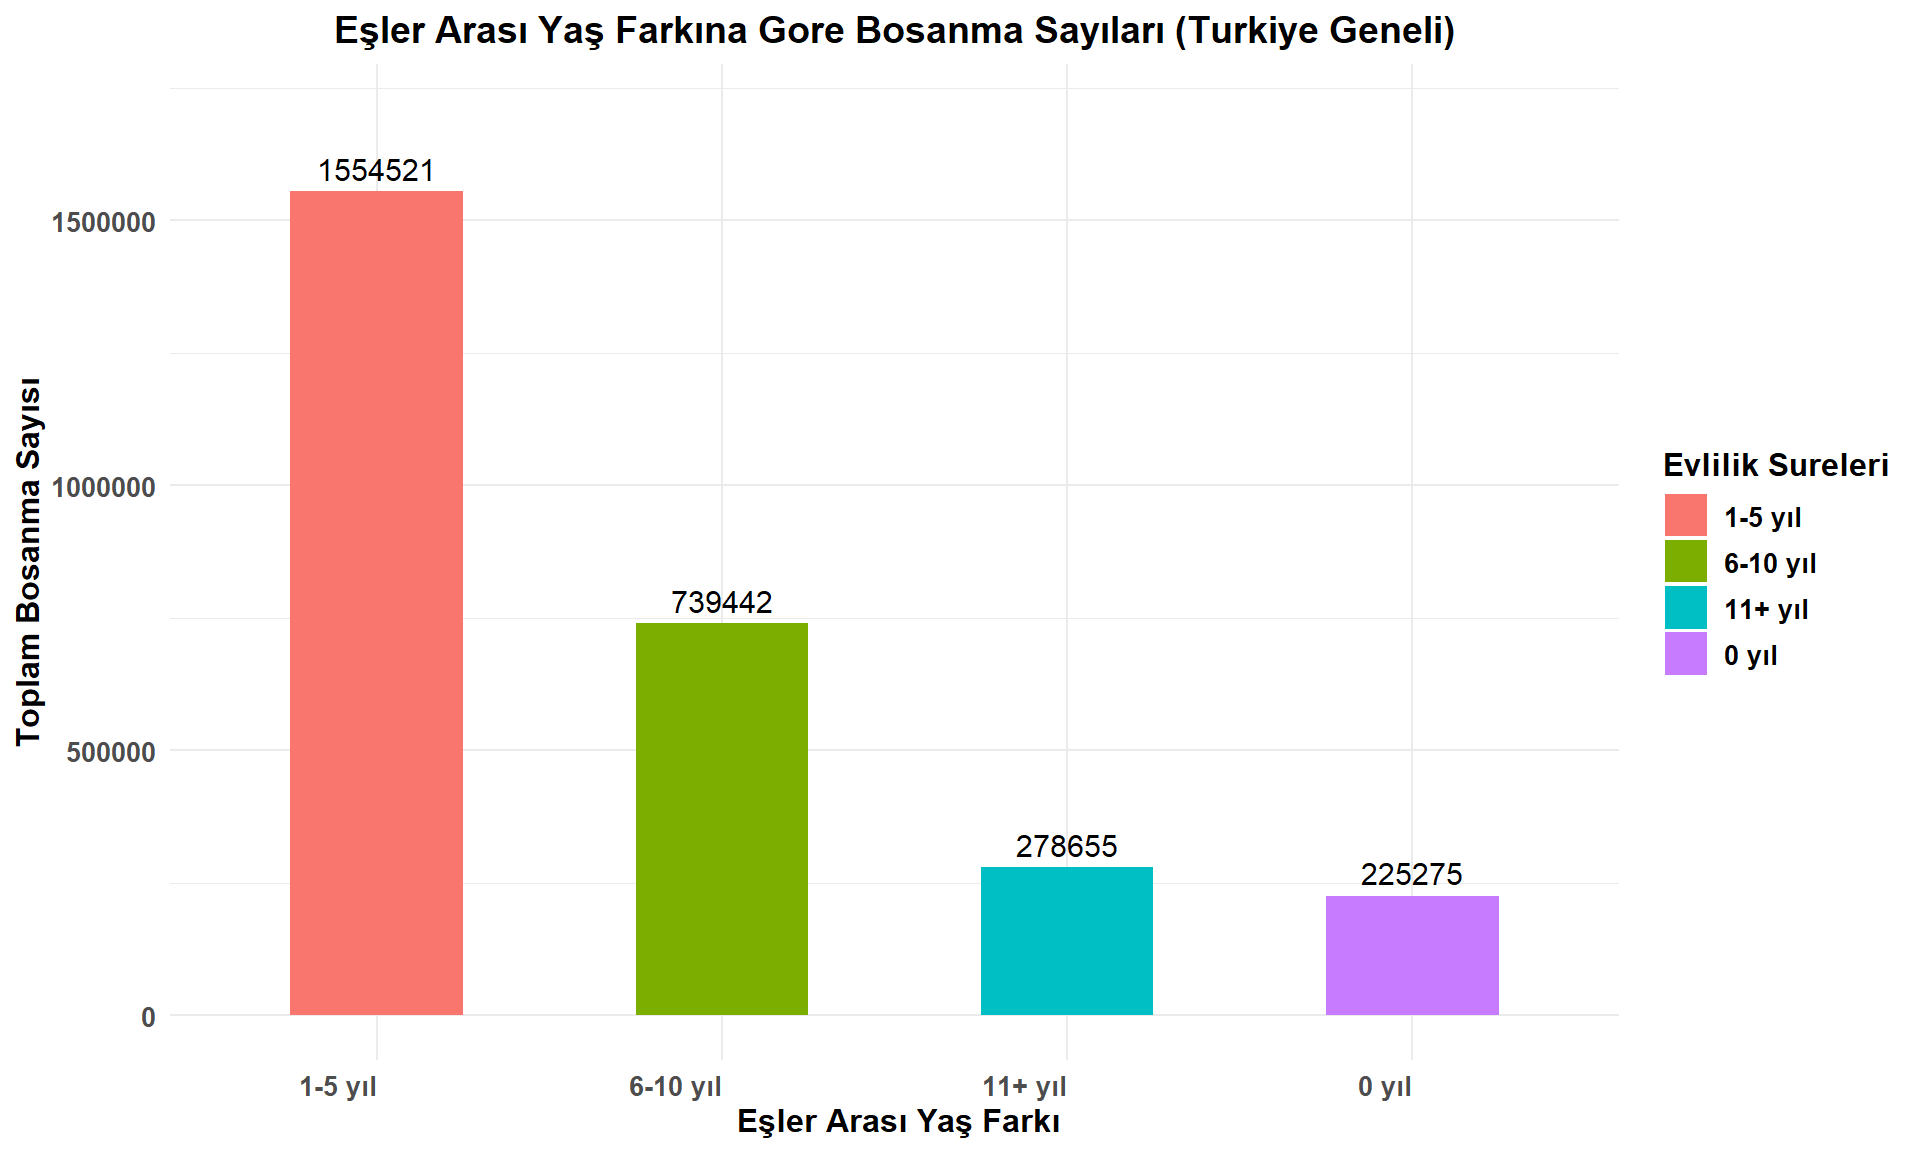 Eşler Arası Yaş Farkına Gore Bosanma Sayıları (Turkiye Geneli)
Toplam Bosanma Sayısı
1500000
1000000
500000
0
1554521
739442
278655
225275
1-5 yıl
6-10 yıl
11+ yıl
0 yıl
Eşler Arası Yaş Farkı
Evlilik Sureleri
1-5 yıl
6-10 yıl
11+ yıl
0 yıl